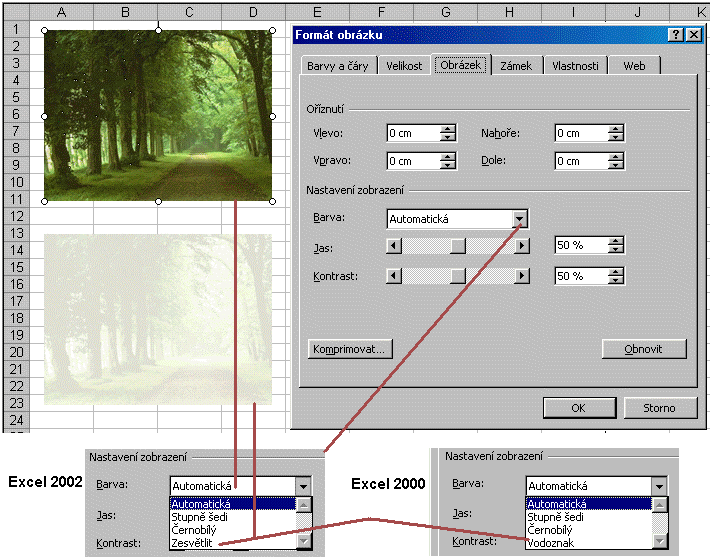 A B C D E F G H I J K
1
2
3
4
5
6
7
8
9
10
11
12
13
14
15
16
17
18
19
20
21
22
23
24
Formát obrázku
Barvy a čáry Velikost Obrázek Zámek Vlastnosti Web
Oříznutí
Vlevo: 0 cm Nahoře: 0 cm
Vpravo: 0 cm Dole: 0 cm
Nastavení zobrazení
Barva: Automatická
Jas: 50 %
Kontrast: 50 %
Komprimovat... Obnovit
OK Storno
Excel 2002
Nastavení zobrazení
Barva: Automatická
Automatická
Jas: Stupně šedi
Černobílý
Kontrast: Zesvětlit
Excel 2000
Nastavení zobrazení
Barva: Automatická
Automatická
Jas: Stupně šedi
Černobílý
Kontrast: Vodoznak